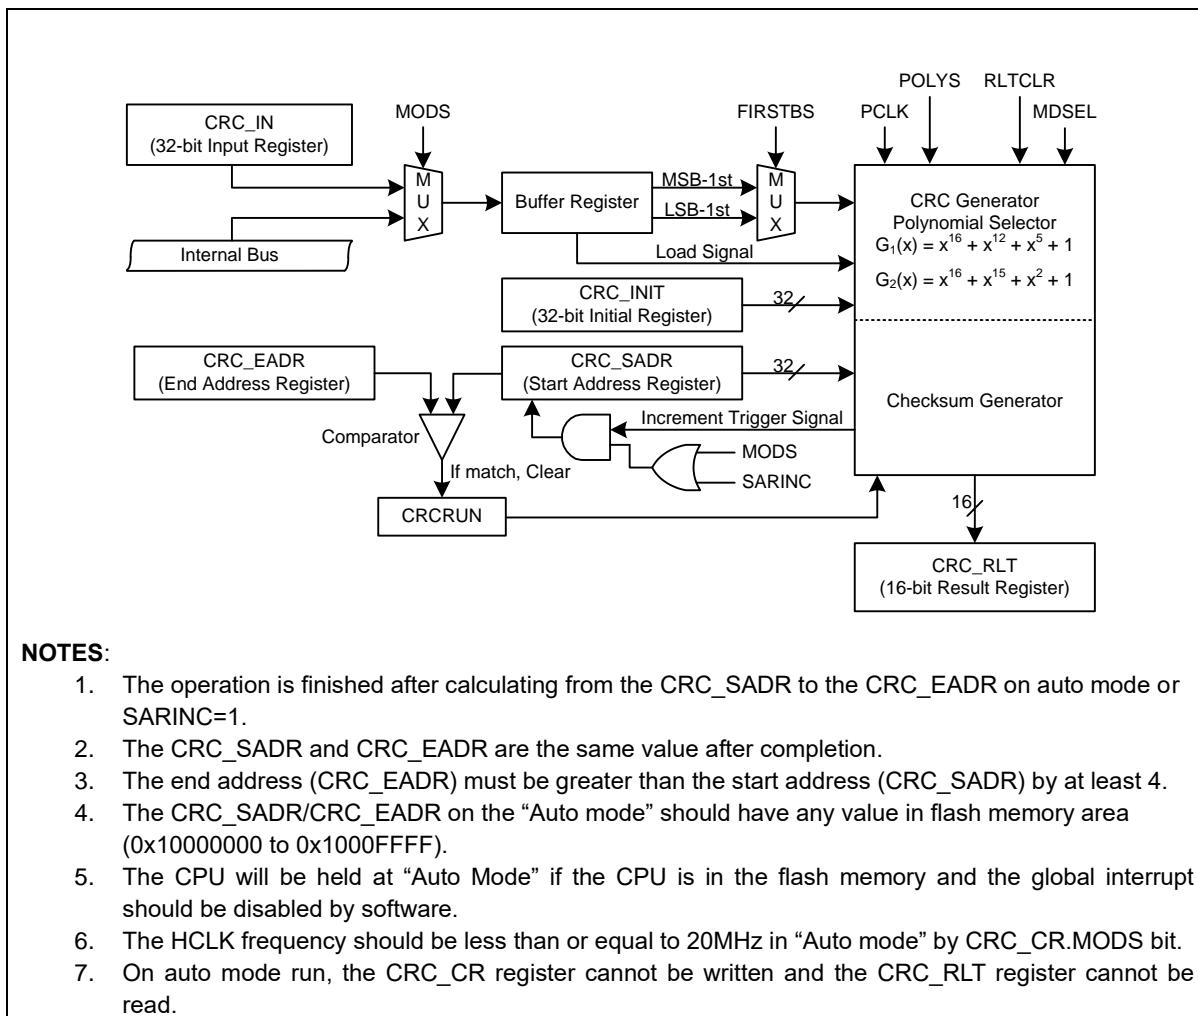 POLYS RLTCLR
MODS FIRSTBS PCLK MDSEL
CRC_IN
(32-bit Input Register)
M
U
X
Internal Bus
Buffer Register
MSB-1st
LSB-1st
Load Signal
M
U
X
CRC Generator
Polynomial Selector
G₁(x) = x¹⁶ + x¹² + x⁵ + 1
G₂(x) = x¹⁶ + x¹⁵ + x² + 1
CRC_INIT
(32-bit Initial Register)
32
CRC_EADR
(End Address Register)
CRC_SADR
(Start Address Register)
32
Checksum Generator
Increment Trigger Signal
Comparator
MODS
SARINC
If match, Clear
CRCRUN
16
CRC_RLT
(16-bit Result Register)
NOTES:
1. The operation is finished after calculating from the CRC_SADR to the CRC_EADR on auto mode or
SARINC=1.
2. The CRC_SADR and CRC_EADR are the same value after completion.
3. The end address (CRC_EADR) must be greater than the start address (CRC_SADR) by at least 4.
4. The CRC_SADR/CRC_EADR on the “Auto mode” should have any value in flash memory area
(0x10000000 to 0x1000FFFF).
5. The CPU will be held at “Auto Mode” if the CPU is in the flash memory and the global interrupt
should be disabled by software.
6. The HCLK frequency should be less than or equal to 20MHz in “Auto mode” by CRC_CR.MODS bit.
7. On auto mode run, the CRC_CR register cannot be written and the CRC_RLT register cannot be
read.